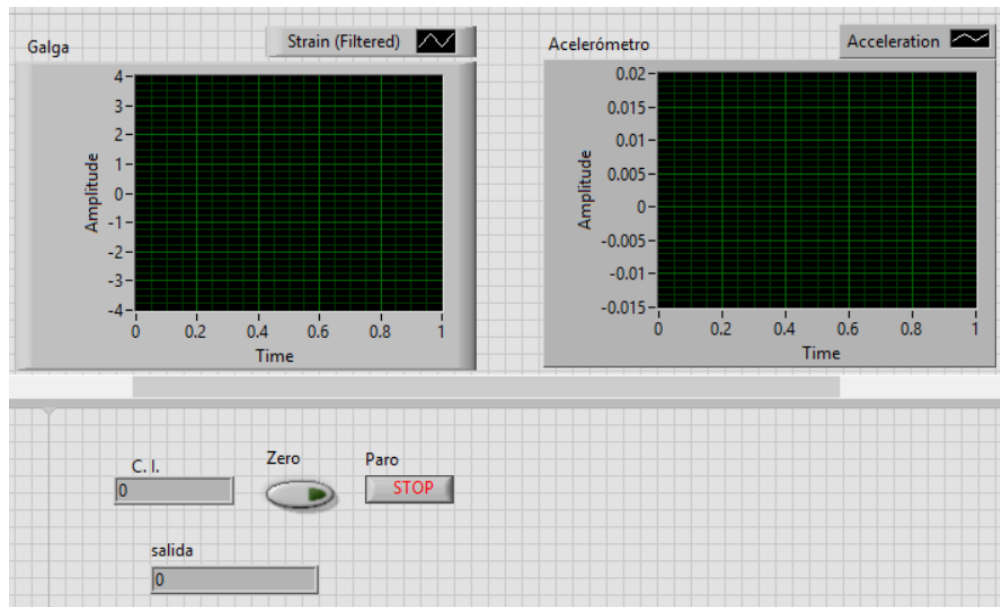 Galga
Strain (Filtered)
4
3
2
1
0
-1
-2
-3
-4
Amplitude
0 0.2 0.4 0.6 0.8 1
Time
Acelerómetro
Acceleration
0.02
0.015
0.01
0.005
0
-0.005
-0.01
-0.015
Amplitude
0 0.2 0.4 0.6 0.8 1
Time
C. I.
0
Zero
Paro
STOP
salida
0